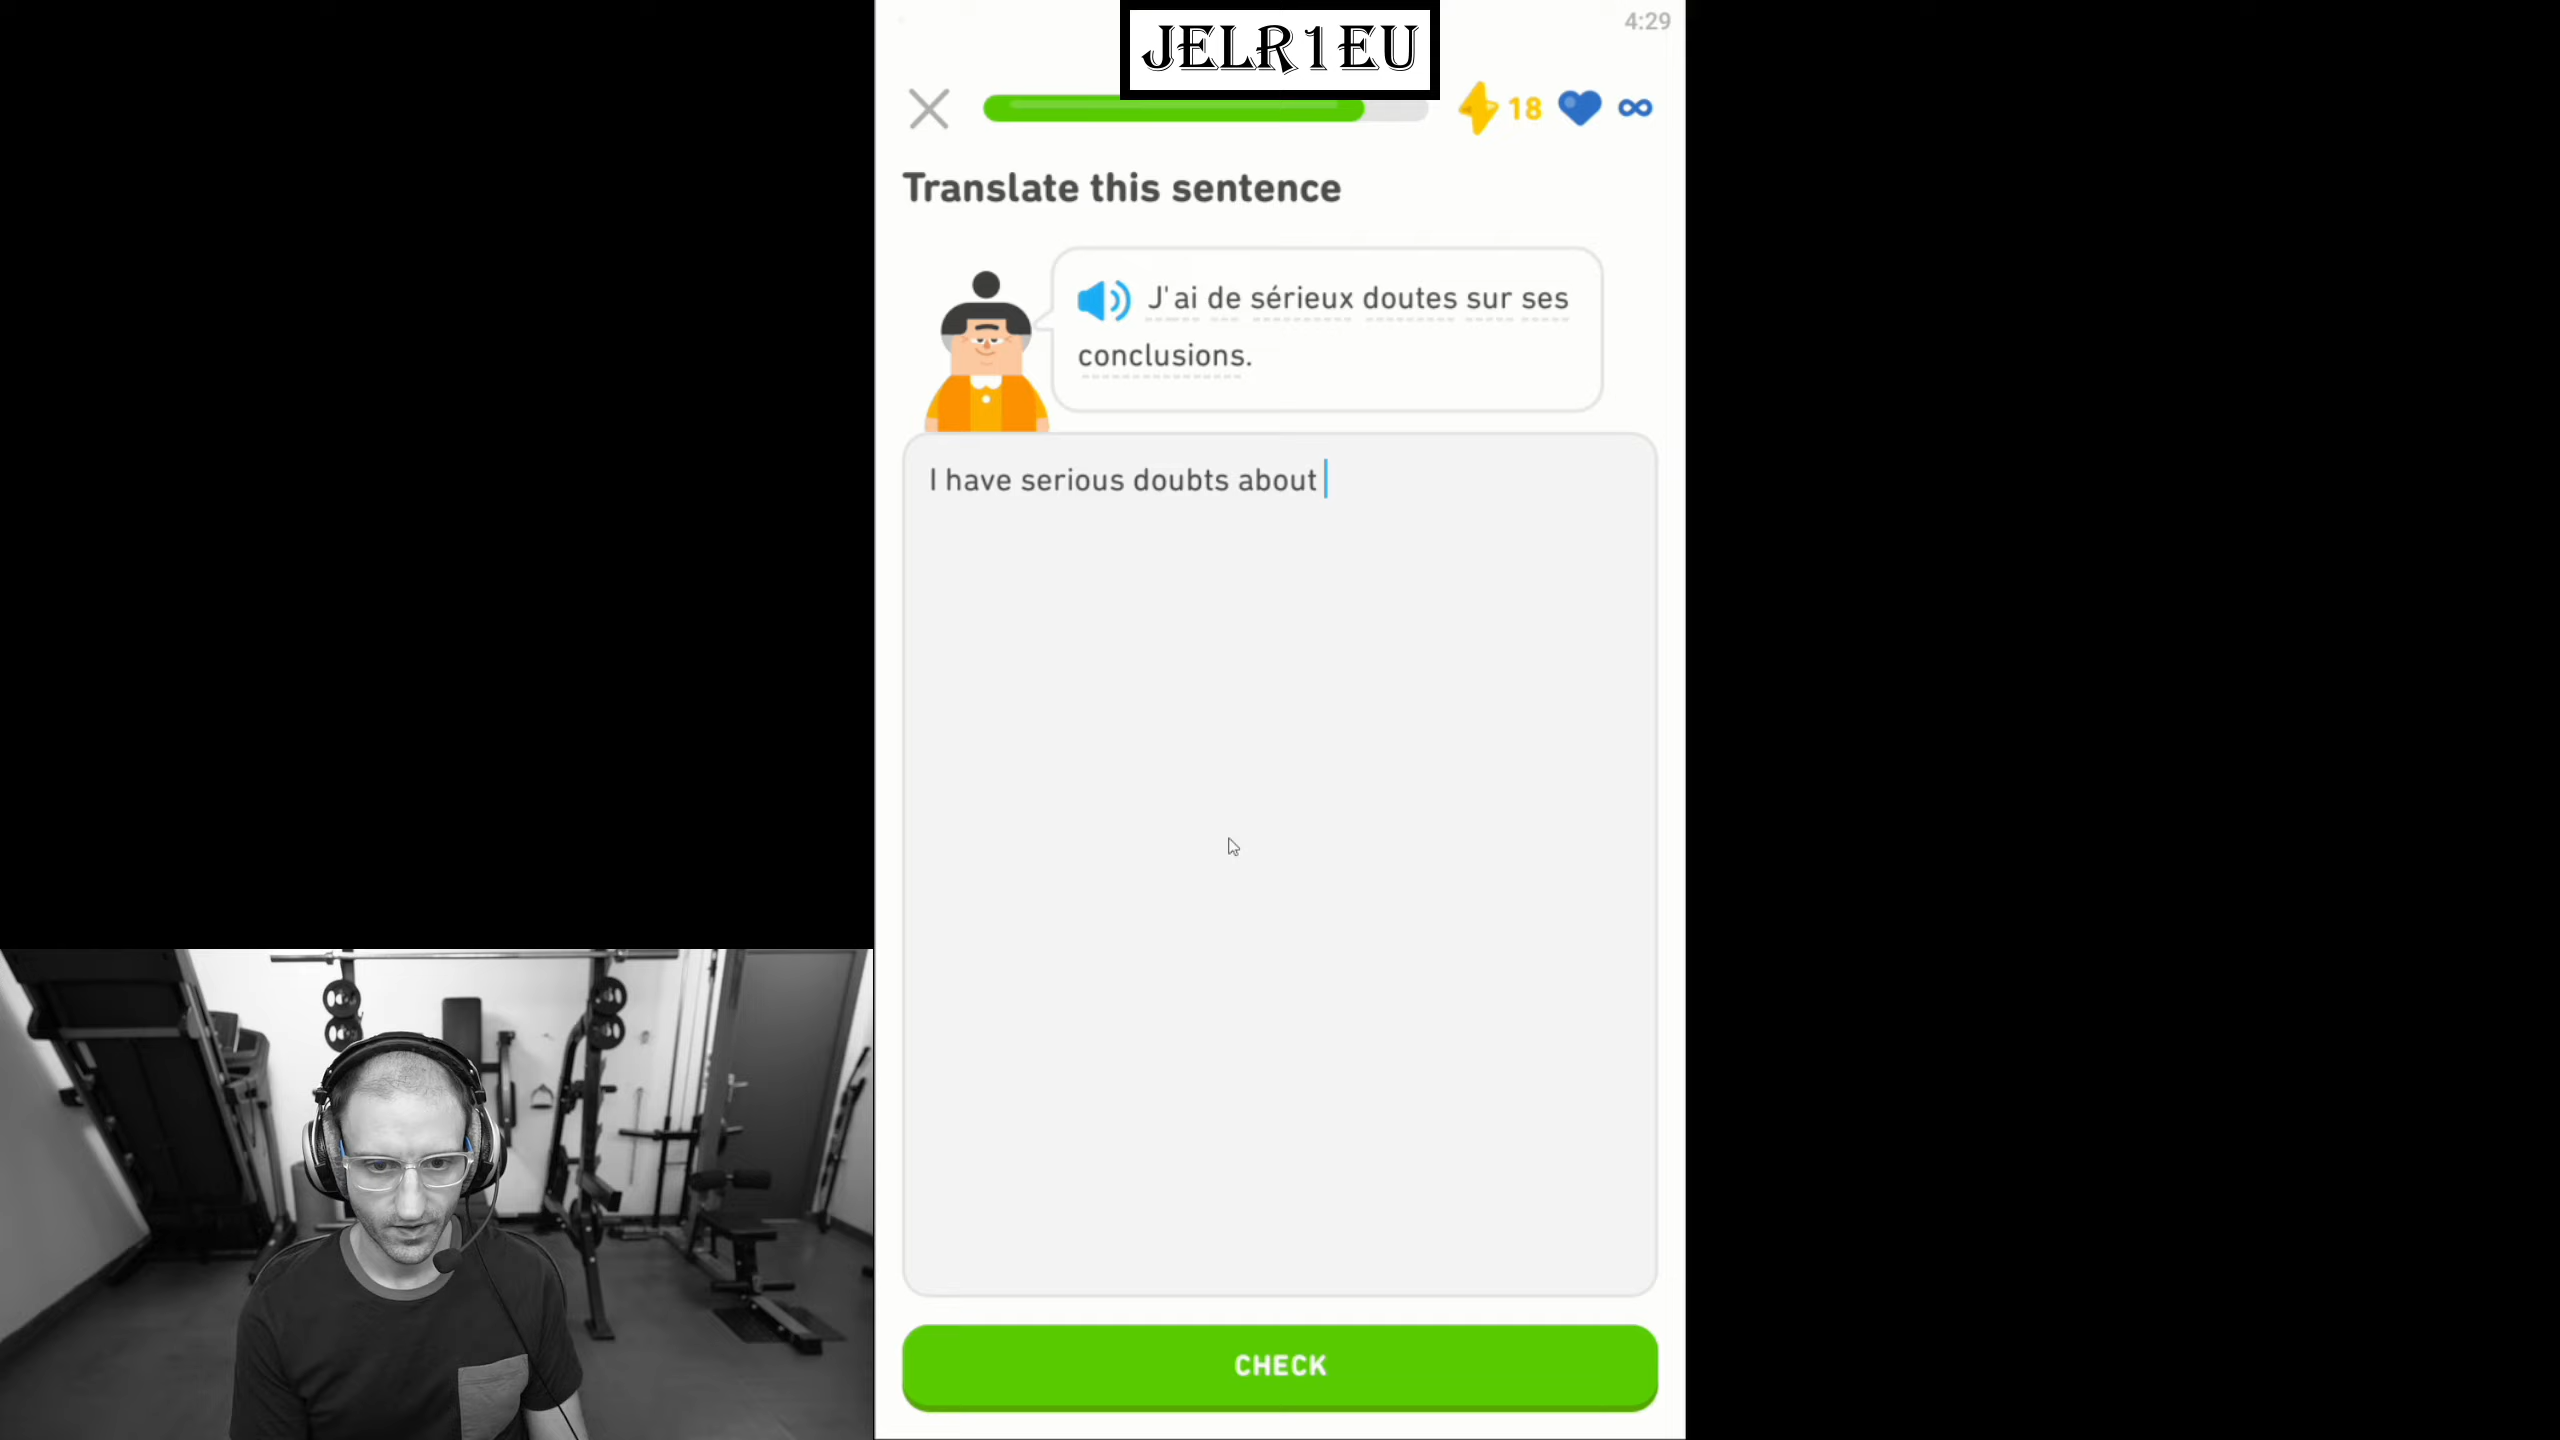 JELR1EU
4:29
18
Translate this sentence
J'ai de sérieux doutes sur ses
conclusions.
I have serious doubts about
CHECK